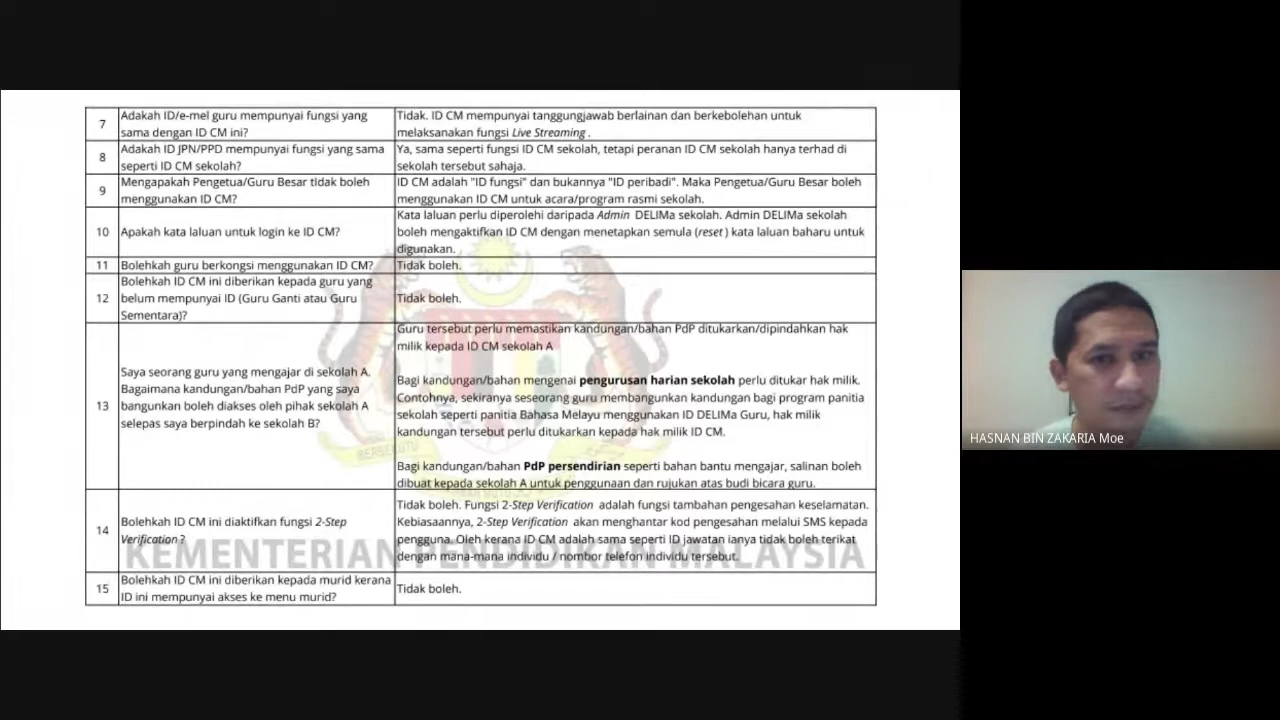 7
Adakah ID/e-mel guru mempunyai fungsi yang
sama dengan ID CM ini?
Tidak. ID CM mempunyai tanggungjawab berlainan dan berkebolehan untuk
melaksanakan fungsi Live Streaming .
8
Adakah ID JPN/PPD mempunyai fungsi yang sama
seperti ID CM sekolah?
Ya, sama seperti fungsi ID CM sekolah, tetapi peranan ID CM sekolah hanya terhad di
sekolah tersebut sahaja.
9
Mengapakah Pengetua/Guru Besar tidak boleh
menggunakan ID CM?
ID CM adalah "ID fungsi" dan bukannya "ID peribadi". Maka Pengetua/Guru Besar boleh
menggunakan ID CM untuk acara/program rasmi sekolah.
10
Apakah kata laluan untuk login ke ID CM?
Kata laluan perlu diperolehi daripada Admin DELIMa sekolah. Admin DELIMa sekolah
boleh mengaktifkan ID CM dengan menetapkan semula (reset ) kata laluan baharu untuk
digunakan.
11
Bolehkah guru berkongsi menggunakan ID CM?
Tidak boleh.
12
Bolehkah ID CM ini diberikan kepada guru yang
belum mempunyai ID (Guru Ganti atau Guru
Sementara)?
Tidak boleh.
13
Saya seorang guru yang mengajar di sekolah A.
Bagaimana kandungan/bahan PdP yang saya
bangunkan boleh diakses oleh pihak sekolah A
selepas saya berpindah ke sekolah B?
Guru tersebut perlu memastikan kandungan/bahan PdP ditukarkan/dipindahkan hak
milik kepada ID CM sekolah A
Bagi kandungan/bahan mengenai pengurusan harian sekolah perlu ditukar hak milik.
Contohnya, sekiranya seseorang guru membangunkan kandungan bagi program panitia
sekolah seperti panitia Bahasa Melayu menggunakan ID DELIMa Guru, hak milik
kandungan tersebut perlu ditukarkan kepada hak milik ID CM.
Bagi kandungan/bahan PdP persendirian seperti bahan bantu mengajar, salinan boleh
dibuat kepada sekolah A untuk penggunaan dan rujukan atas budi bicara guru.
14
Bolehkah ID CM ini diaktifkan fungsi 2-Step
Verification ?
Tidak boleh. Fungsi 2-Step Verification adalah fungsi tambahan pengesahan keselamatan.
Kebiasaannya, 2-Step Verification akan menghantar kod pengesahan melalui SMS kepada
pengguna. Oleh kerana ID CM adalah sama seperti ID jawatan ianya tidak boleh terikat
dengan mana-mana individu / nombor telefon individu tersebut.
15
Bolehkah ID CM ini diberikan kepada murid kerana
ID ini mempunyai akses ke menu murid?
Tidak boleh.
BERSEKUTU
KEMENTERIAN PENDIDIKAN MALAYSIA
HASNAN BIN ZAKARIA Moe